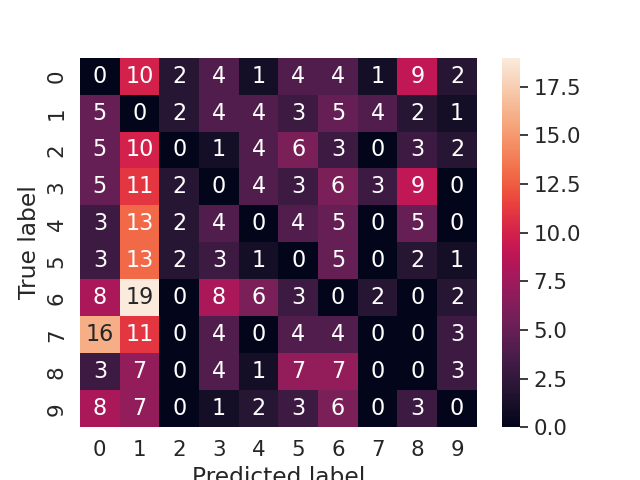 0 0 10 2 4 1 4 4 1 9 2
1 5 0 2 4 4 3 5 4 2 1
2 5 10 0 1 4 6 3 0 3 2
3 5 11 2 0 4 3 6 3 9 0
4 3 13 2 4 0 4 5 0 5 0
5 3 13 2 3 1 0 5 0 2 1
6 8 19 0 8 6 3 0 2 0 2
7 16 11 0 4 0 4 4 0 0 3
8 3 7 0 4 1 7 7 0 0 3
9 8 7 0 1 2 3 6 0 3 0
0 1 2 3 4 5 6 7 8 9
Predicted label
True label
17.5
15.0
12.5
10.0
7.5
5.0
2.5
0.0